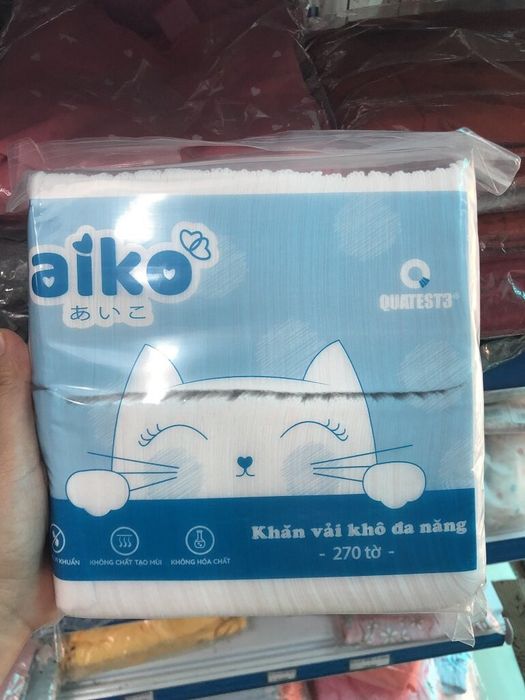 aiko
あいこ
QUATEST3®
Khăn vải khô đa năng
- 270 tờ -
KHUẨN
KHÔNG CHẤT TẠO MÙI
KHÔNG HÓA CHẤT